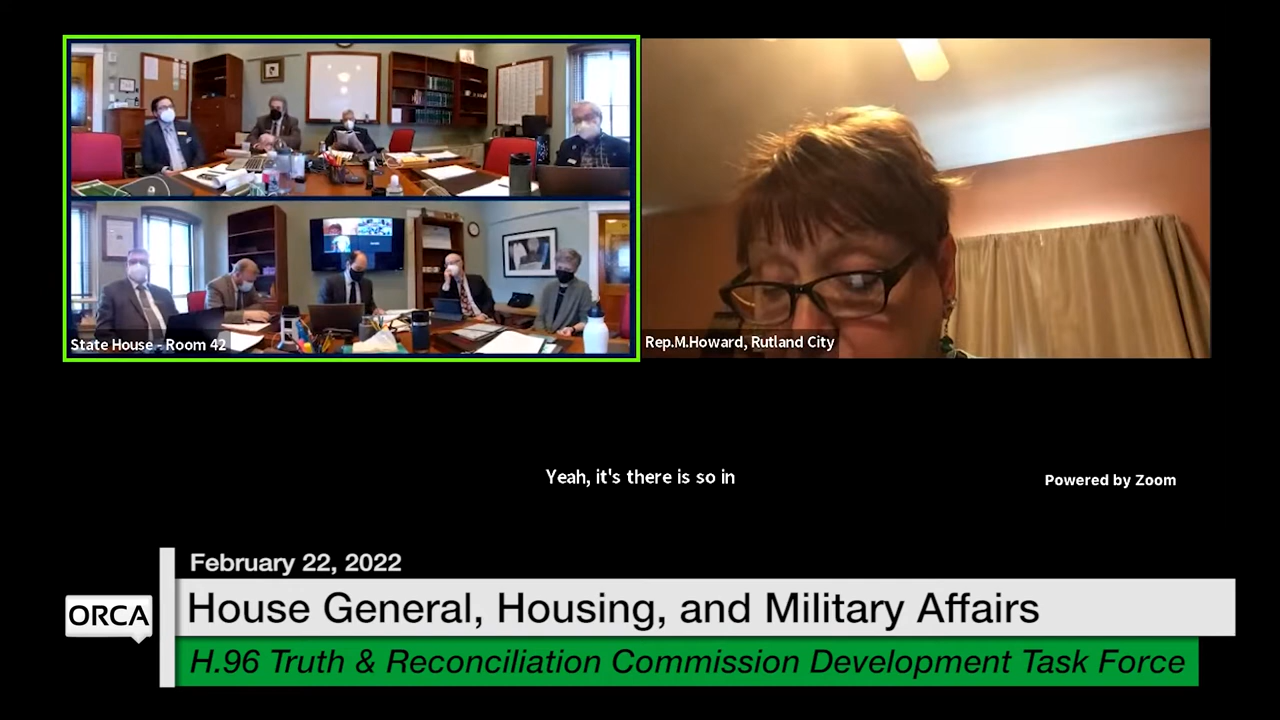 State House - Room 42
Rep.M.Howard, Rutland City
Yeah, it's there is so in
Powered by Zoom
February 22, 2022
ORCA
House General, Housing, and Military Affairs
H.96 Truth & Reconciliation Commission Development Task Force